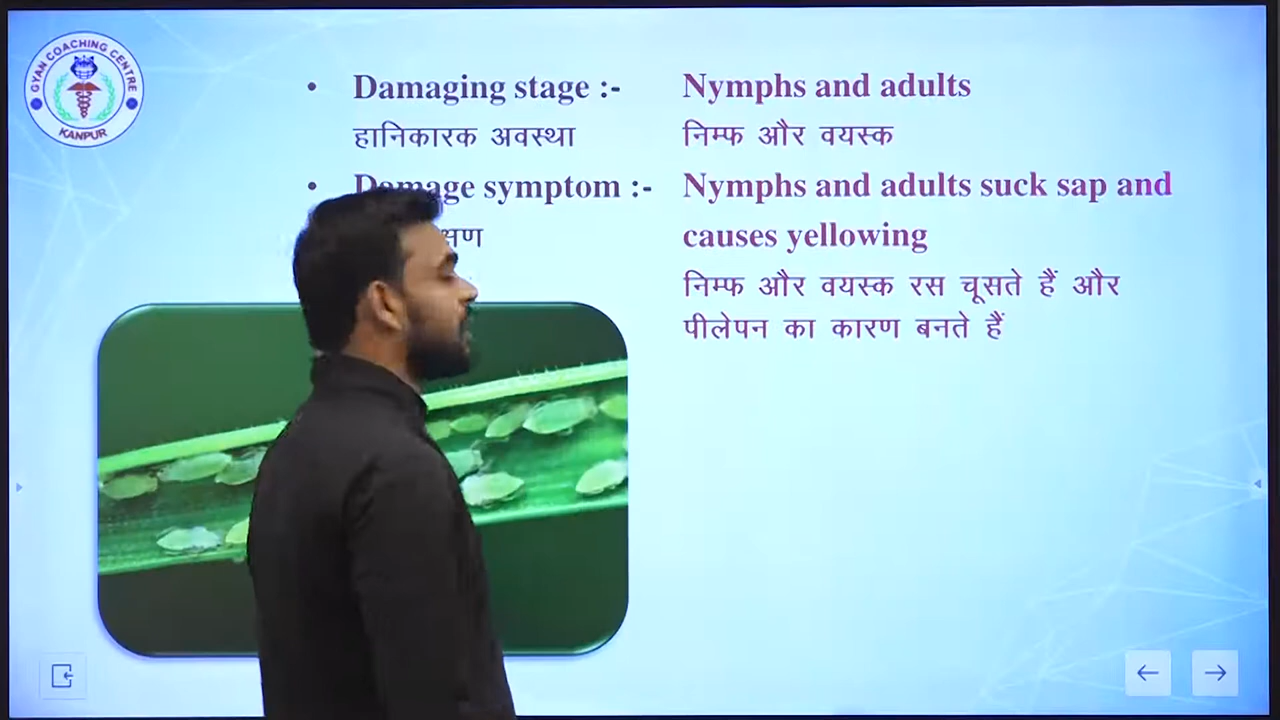 GYAN COACHING CENTRE
KANPUR
• Damaging stage :- Nymphs and adults
हानिकारक अवस्था निम्फ और वयस्क
• Damage symptom :- Nymphs and adults suck sap and
causes yellowing
निम्फ और वयस्क रस चूसते हैं और
पीलेपन का कारण बनते हैं